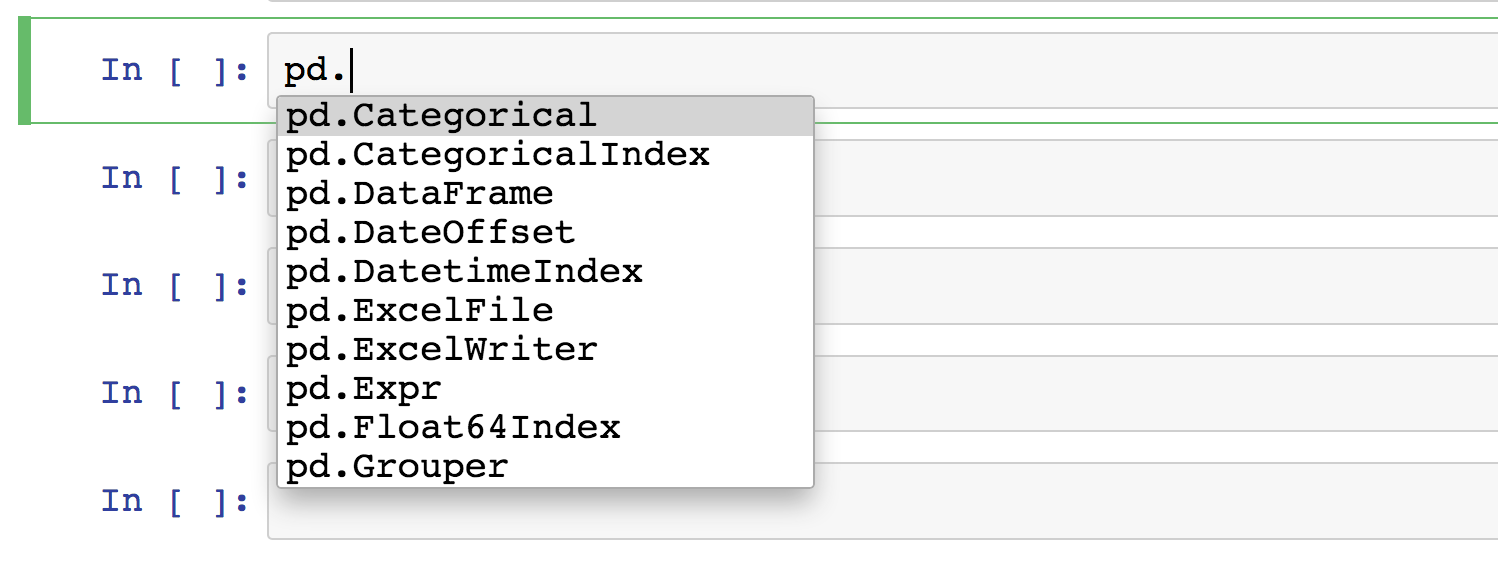 In [ ]: pd.
pd.Categorical
pd.CategoricalIndex
In [ ]:
pd.DataFrame
pd.DateOffset
pd.DatetimeIndex
In [ ]:
pd.ExcelFile
pd.ExcelWriter
pd.Expr
In [ ]:
pd.Float64Index
pd.Grouper
In [ ]: